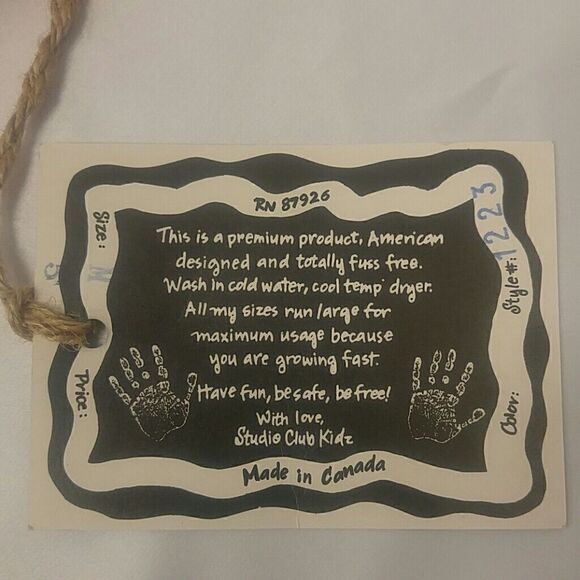 RN 87926
This is a premium product, American
designed and totally fuss free.
Wash in cold water, cool temp dryer.
All my sizes run large for
maximum usage because
you are growing fast.
Have fun, be safe, be free!
With love,
Studio Club Kidz
Made in Canada
Size:
Price:
Style#: 1223
Color: